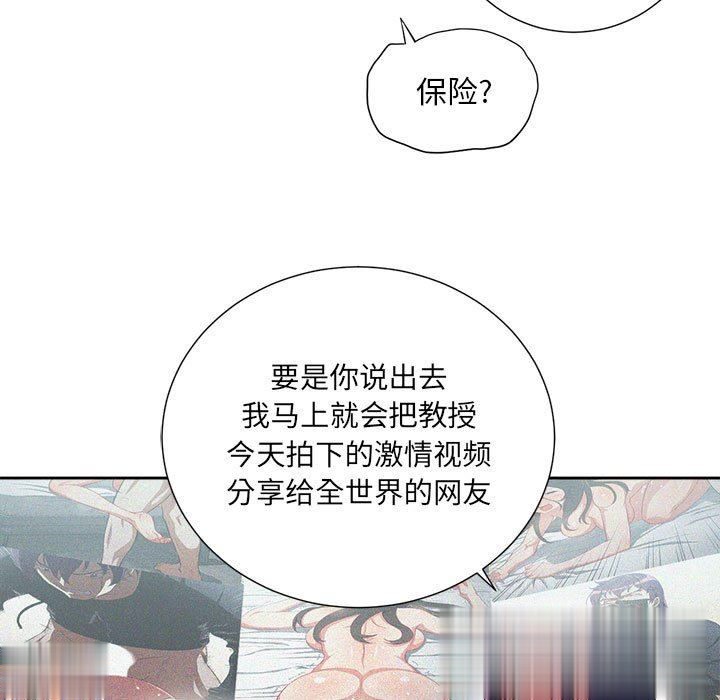 保险?
要是你说出去
我马上就会把教授
今天拍下的激情视频
分享给全世界的网友